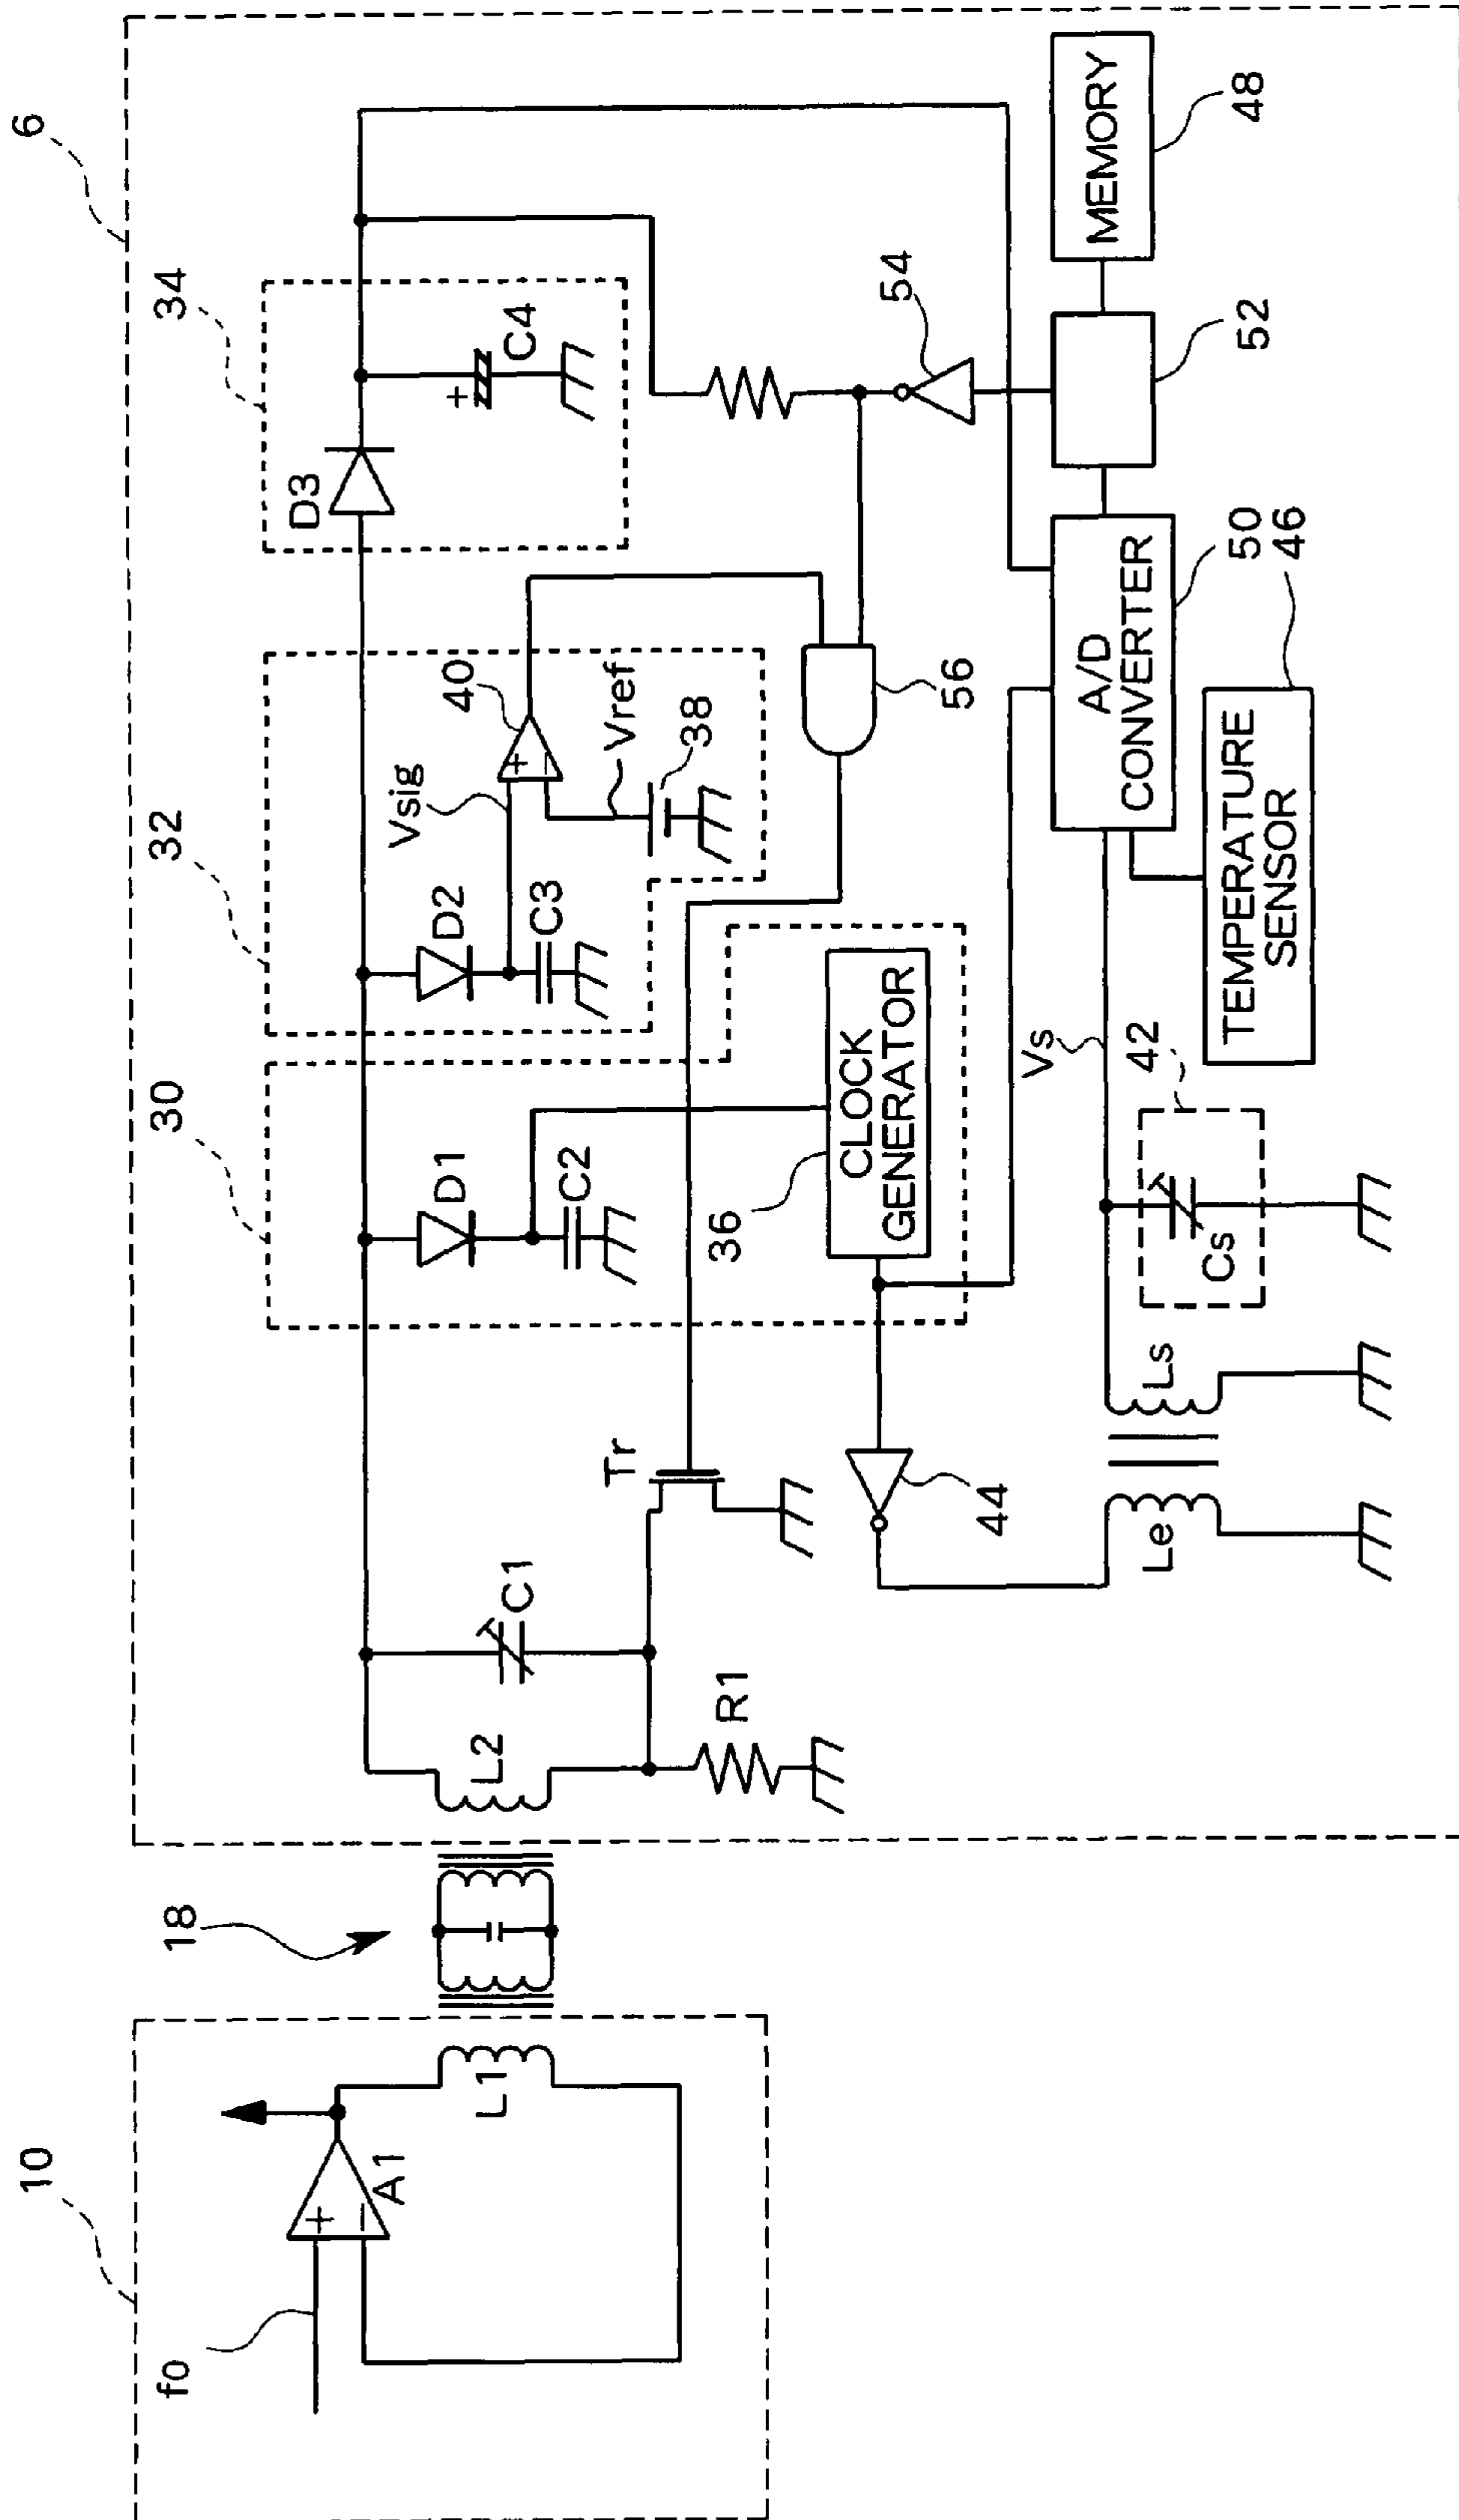 10
f0
A1
L1
18
6
L2
C1
R1
Tr
30
D1
C2
36
CLOCK
GENERATOR
44
Le
Ls
Cs
42
Vs
32
D2
C3
Vsig
+
−
40
Vref
38
56
34
D3
+
C4
54
52
MEMORY
48
A/D
CONVERTER
50
46
TEMPERATURE
SENSOR
+
−